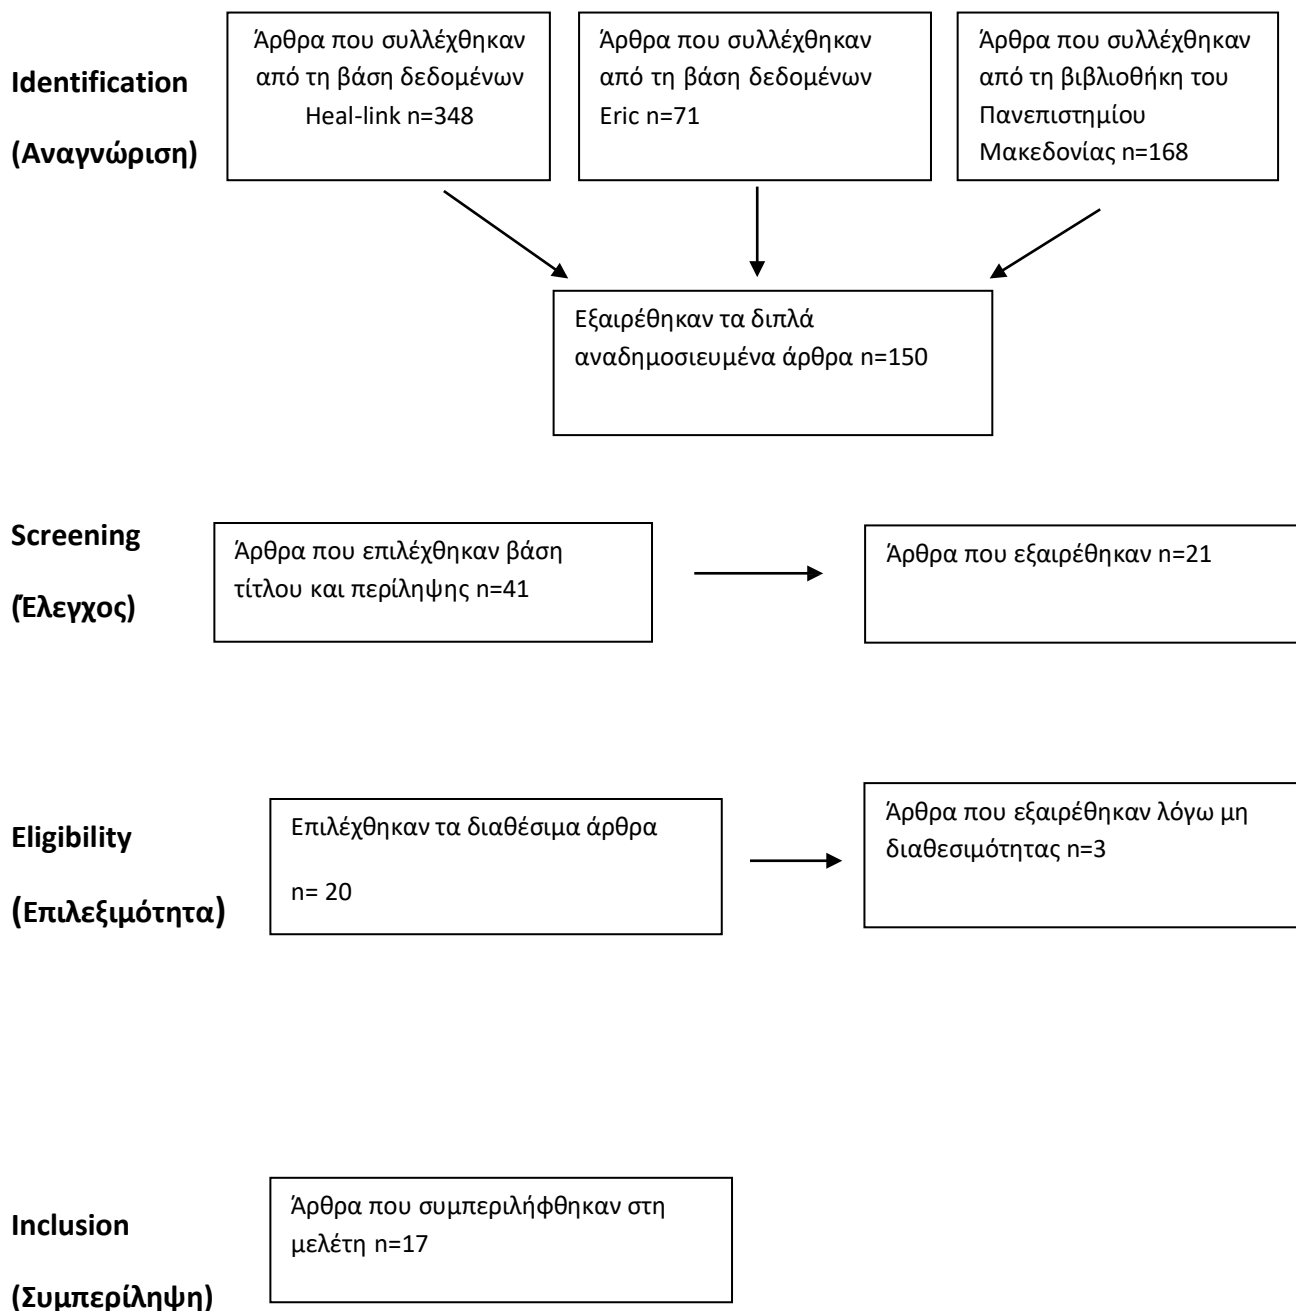 Identification
(Αναγνώριση)
Άρθρα που συλλέχθηκαν
από τη βάση δεδομένων
Heal-link n=348
Άρθρα που συλλέχθηκαν
από τη βάση δεδομένων
Eric n=71
Άρθρα που συλλέχθηκαν
από τη βιβλιοθήκη του
Πανεπιστημίου
Μακεδονίας n=168
Εξαιρέθηκαν τα διπλά
αναδημοσιευμένα άρθρα n=150
Screening
(Έλεγχος)
Άρθρα που επιλέχθηκαν βάση
τίτλου και περίληψης n=41
Άρθρα που εξαιρέθηκαν n=21
Eligibility
(Επιλεξιμότητα)
Επιλέχθηκαν τα διαθέσιμα άρθρα
n= 20
Άρθρα που εξαιρέθηκαν λόγω μη
διαθεσιμότητας n=3
Inclusion
(Συμπερίληψη)
Άρθρα που συμπεριλήφθηκαν στη
μελέτη n=17